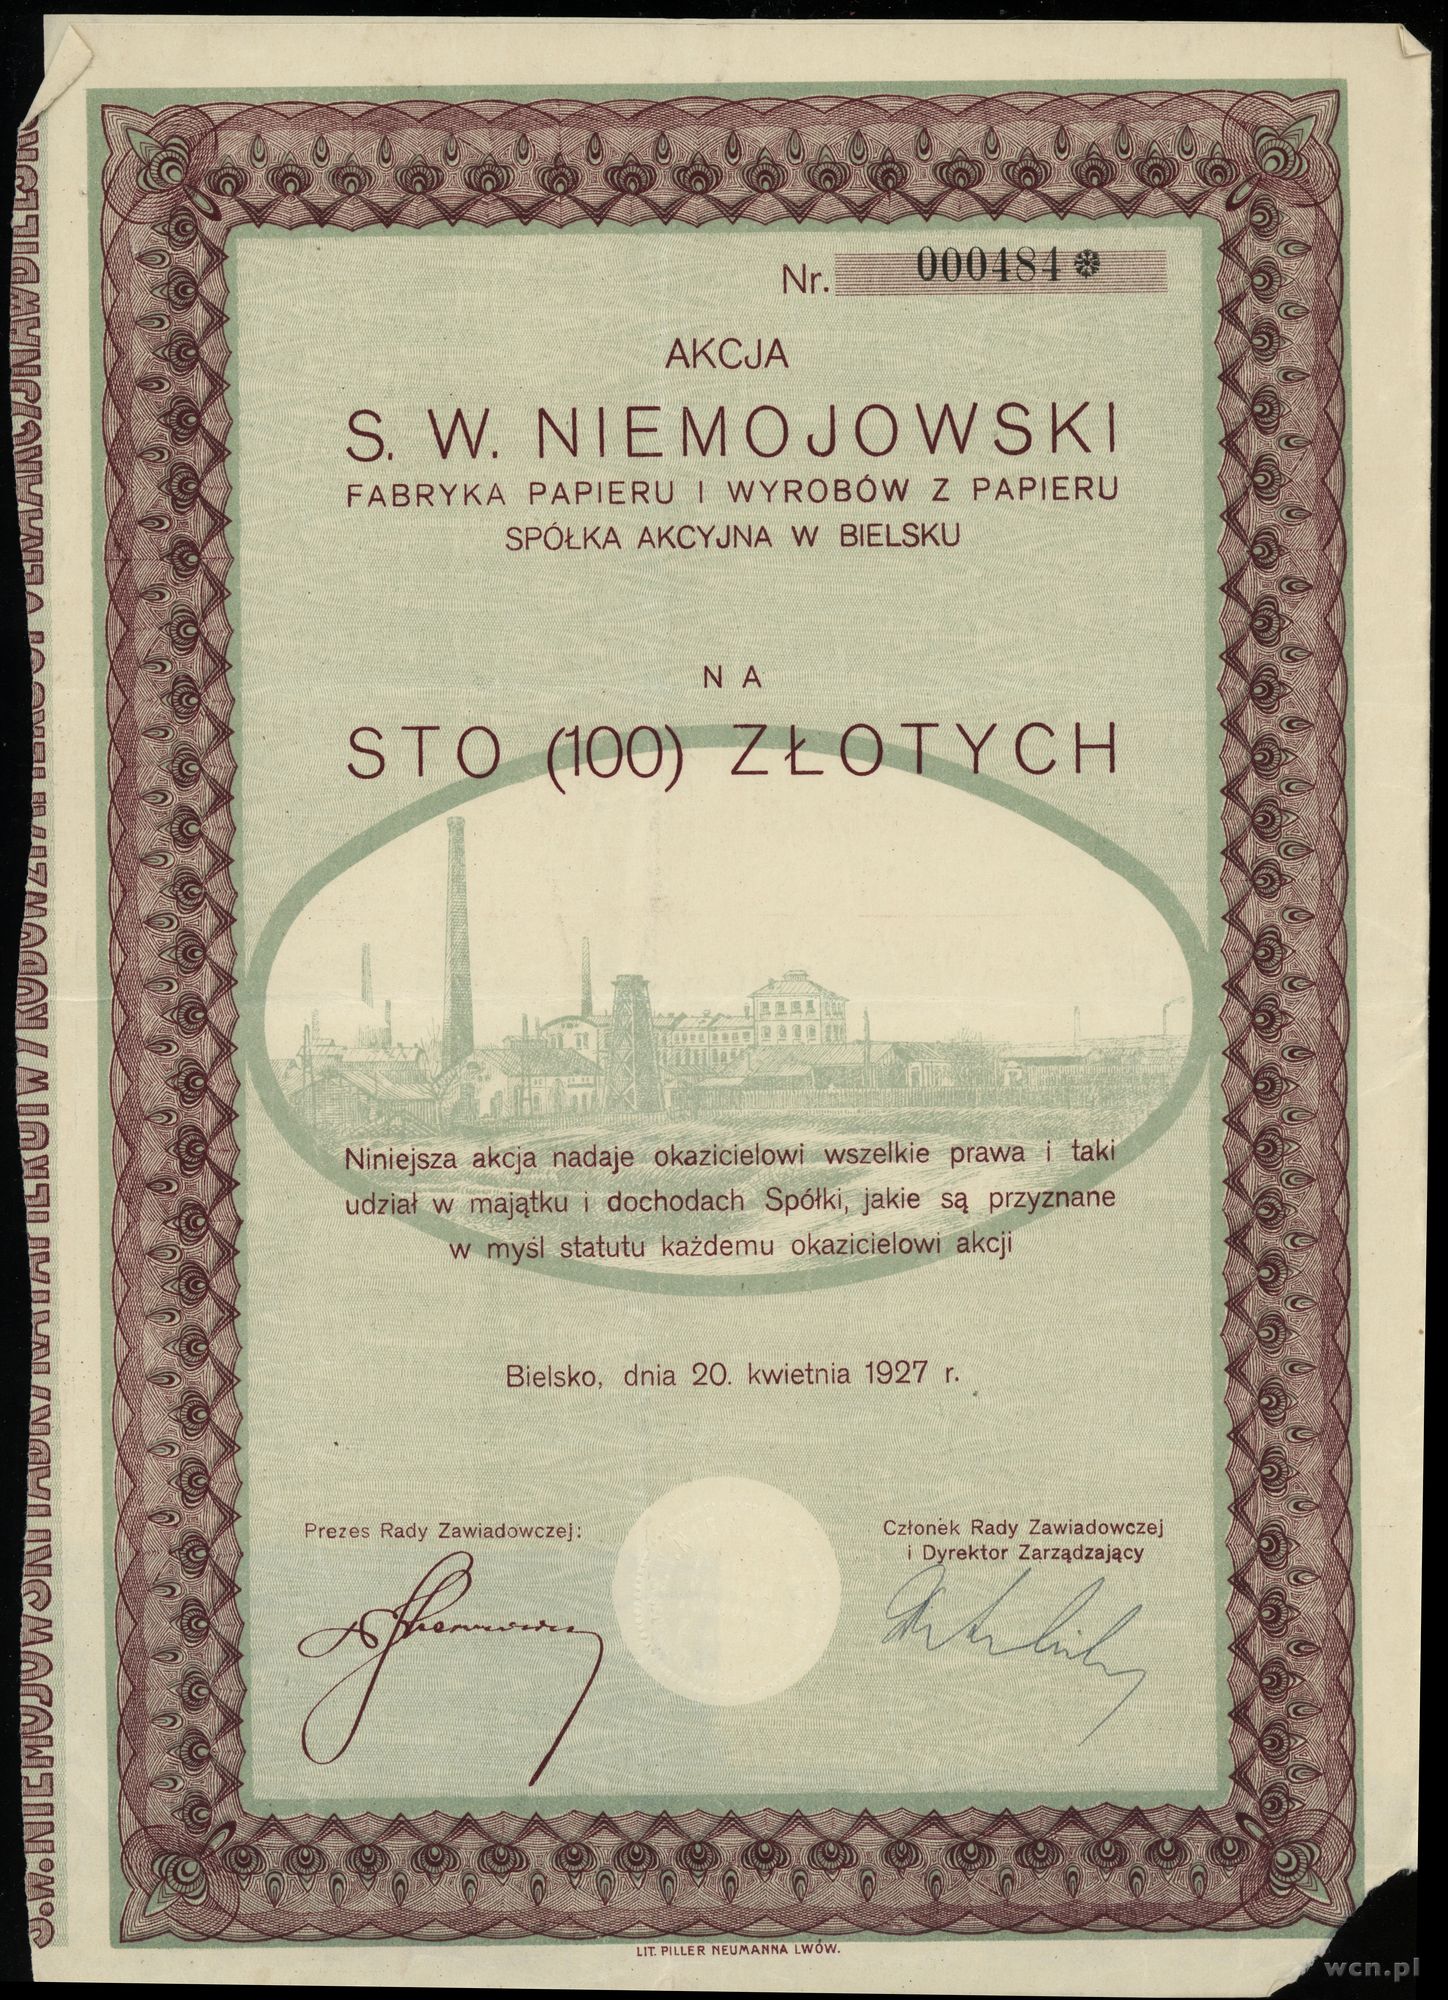 Nr. 000484 *
AKCJA
S. W. NIEMOJOWSKI
FABRYKA PAPIERU I WYROBÓW Z PAPIERU
SPÓŁKA AKCYJNA W BIELSKU
NA
STO (100) ZŁOTYCH
Niniejsza akcja nadaje okazicielowi wszelkie prawa i taki
udział w majątku i dochodach Spółki, jakie są przyznane
w myśl statutu każdemu okazicielowi akcji
Bielsko, dnia 20. kwietnia 1927 r.
Prezes Rady Zawiadowczej:
Członek Rady Zawiadowczej
i Dyrektor Zarządzający
LIT. PILLER NEUMANNA LWÓW.
S.W. NIEMOJOWSKI
wcn.pl